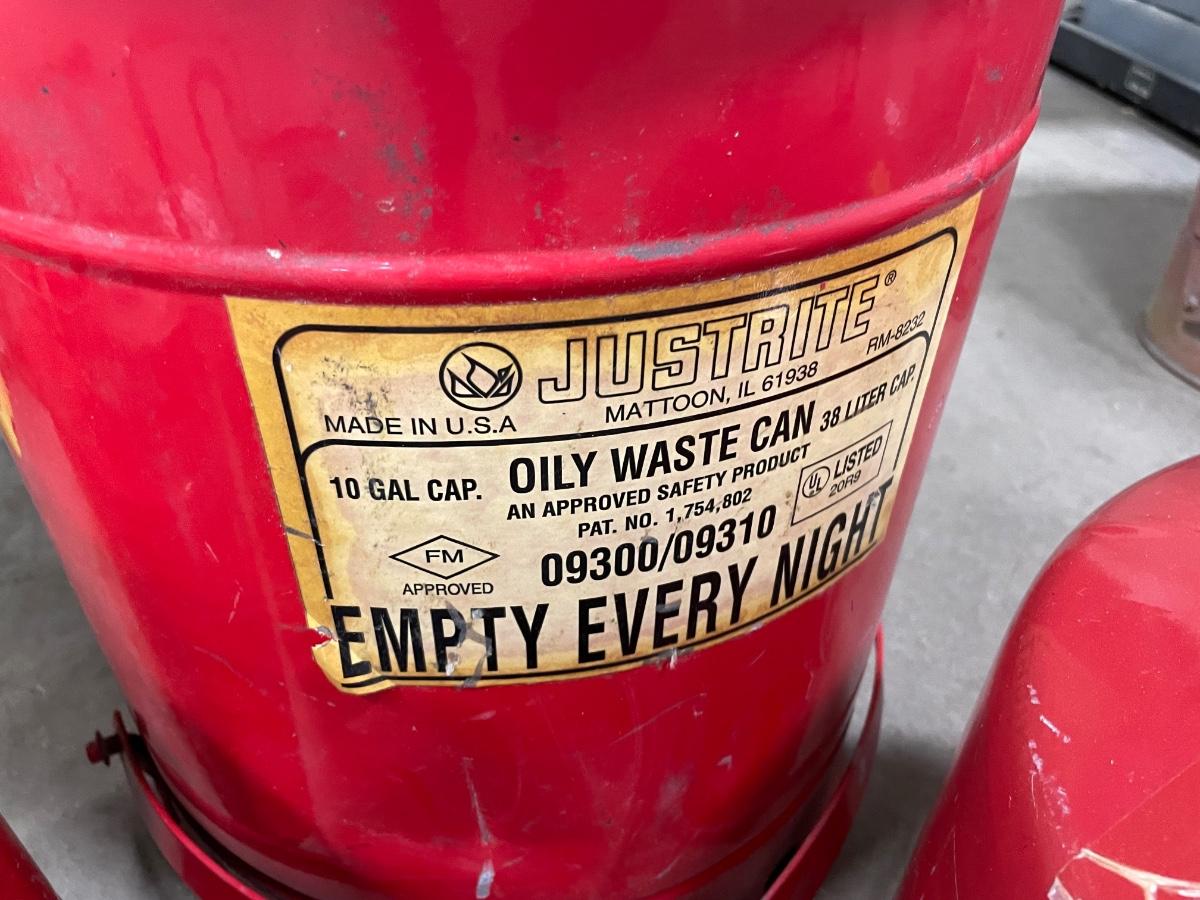 JUSTRITE®
MADE IN U.S.A
MATTOON, IL 61938
RM-8232
10 GAL CAP.
OILY WASTE CAN
38 LITER CAP.
AN APPROVED SAFETY PRODUCT
PAT. NO. 1,754,802
UL LISTED
20R9
FM
APPROVED
09300/09310
EMPTY EVERY NIGHT